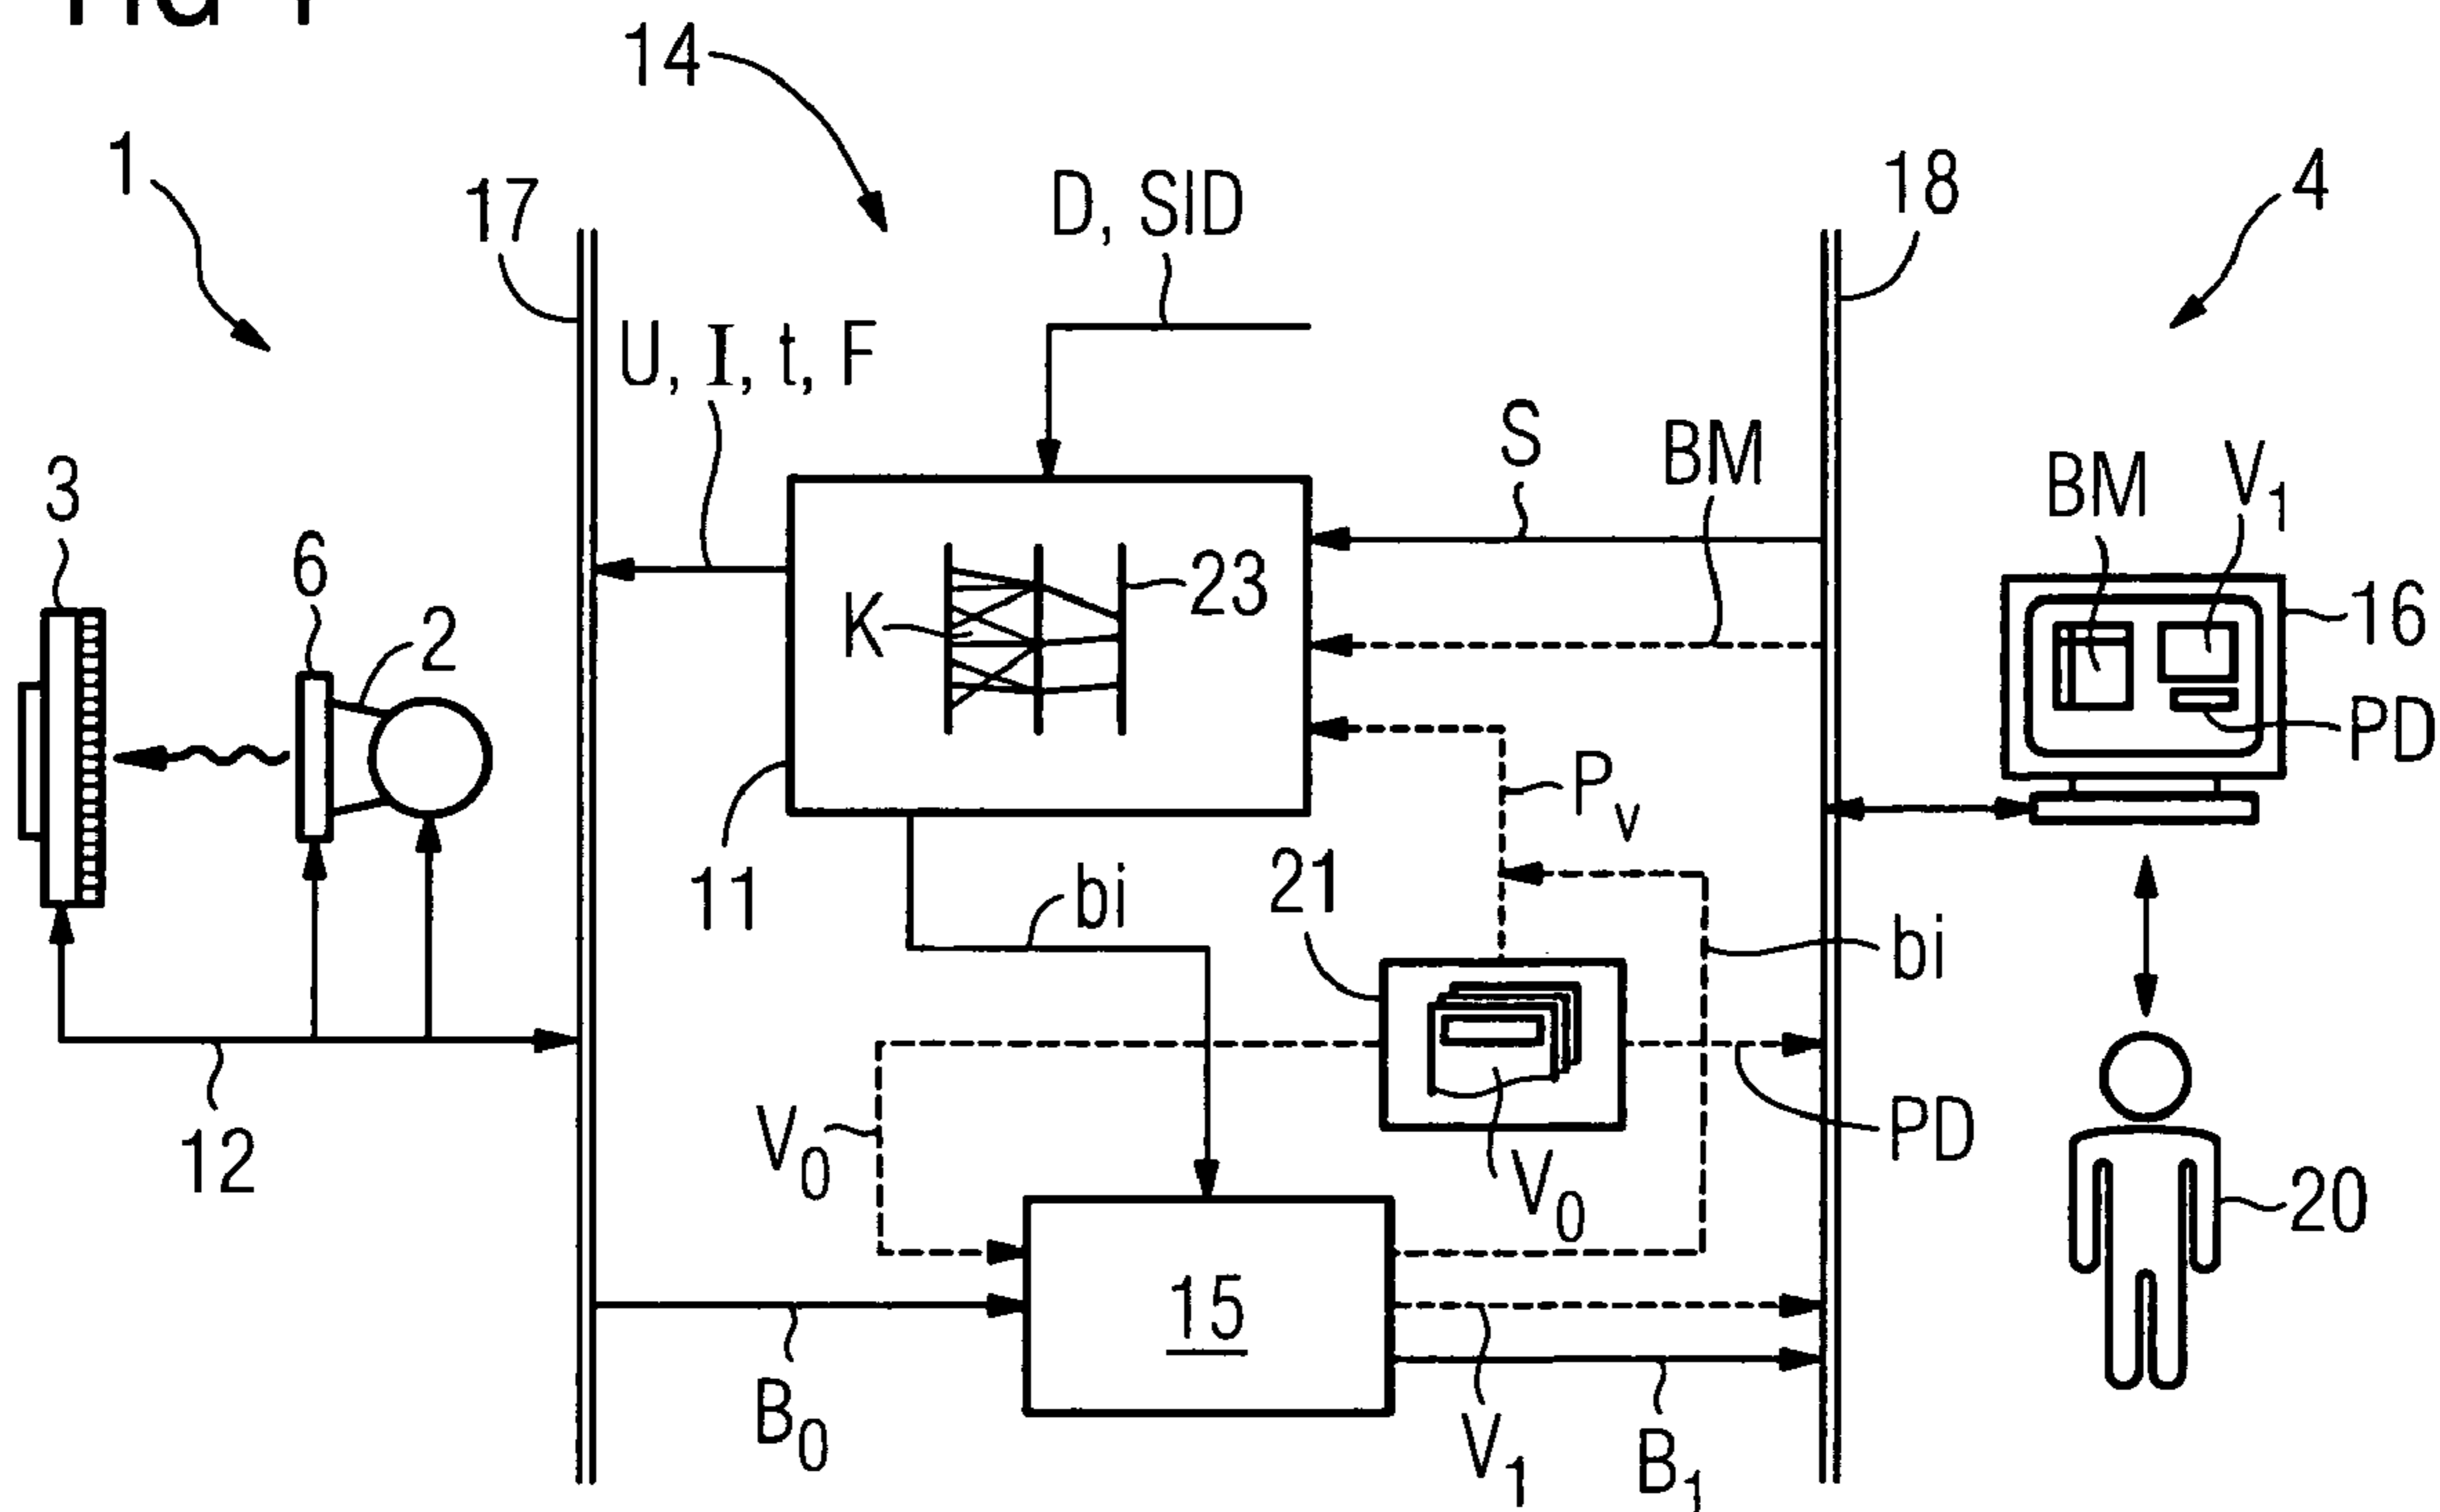 14
1
17
D, SID
18
4
U, I, t, F
S
BM
3
6
2
K
23
BM
V1
16
PD
Pv
11
bi
21
bi
12
V0
V0
PD
20
15
B0
V1
B1